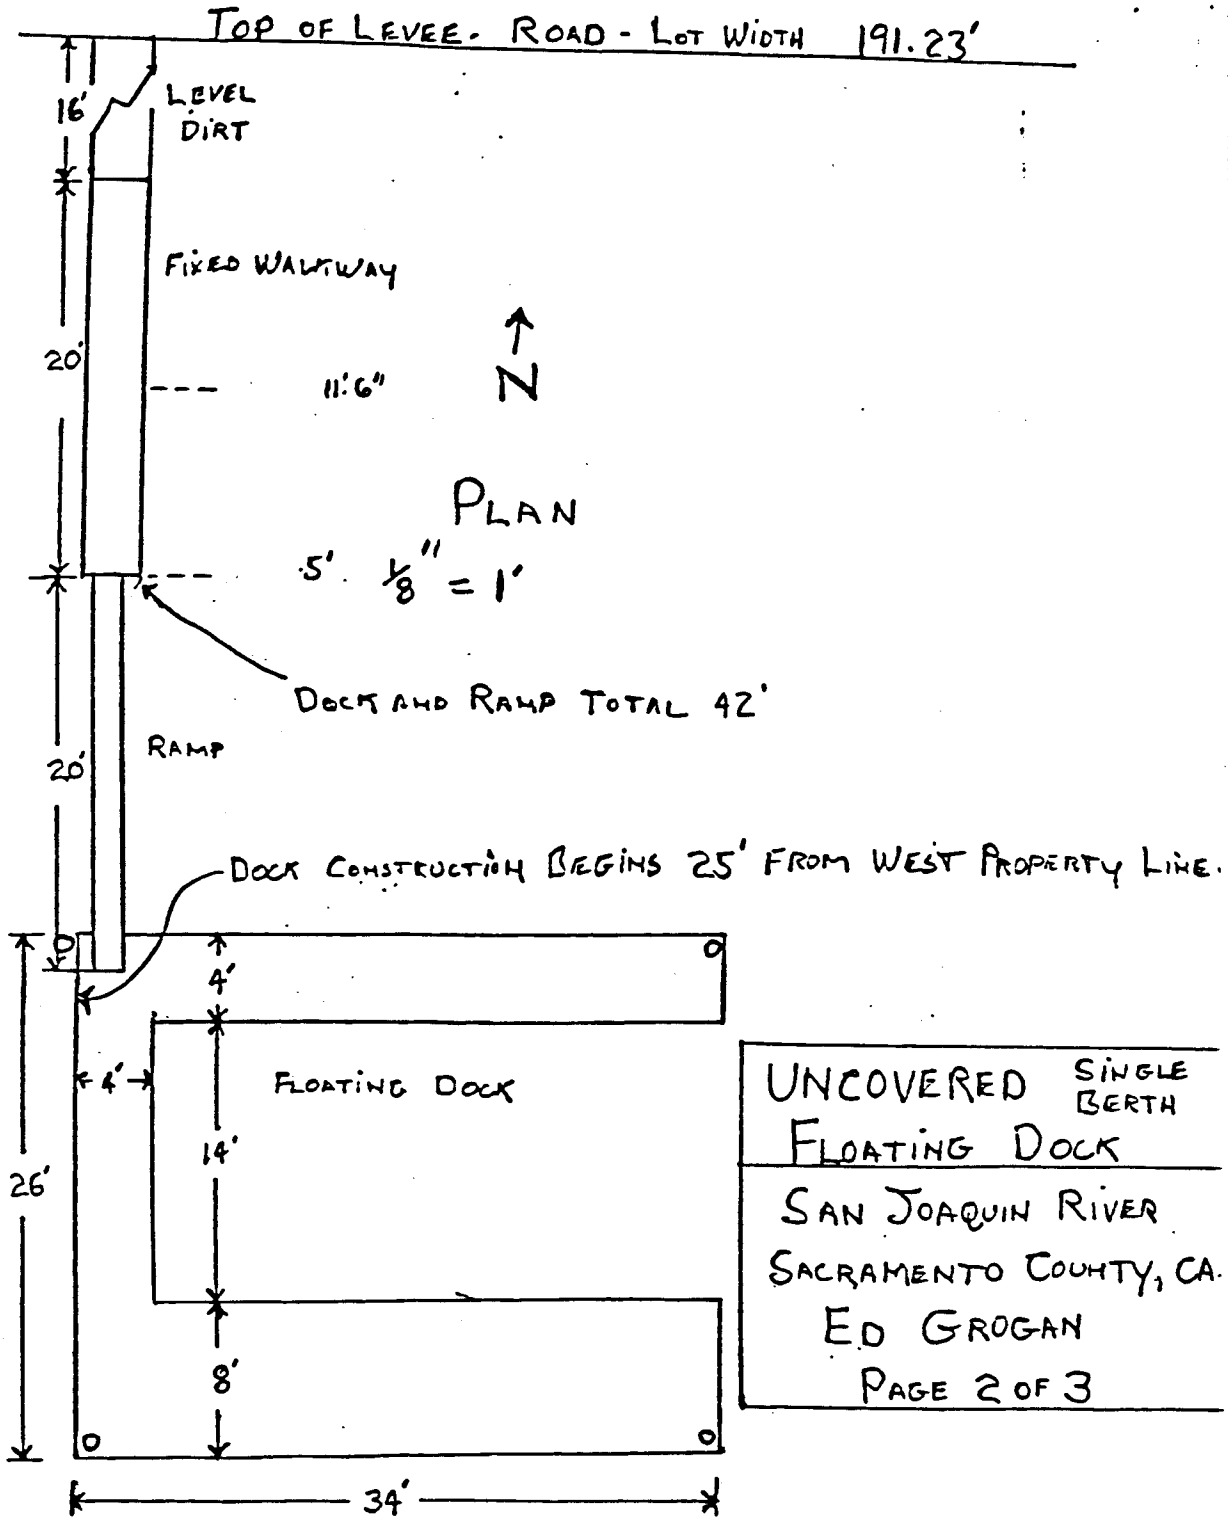 TOP OF LEVEE. ROAD - LOT WIDTH 191.23'
16'
LEVEL
DIRT
FIXED WALKWAY
20'
11'6"
N
PLAN
5' 1/8" = 1'
DOCK AND RAMP TOTAL 42'
RAMP
20'
DOCK CONSTRUCTION BEGINS 25' FROM WEST PROPERTY LINE.
4'
4'
FLOATING DOCK
14'
26'
8'
34'
UNCOVERED SINGLE
BERTH
FLOATING DOCK
SAN JOAQUIN RIVER
SACRAMENTO COUNTY, CA.
ED GROGAN
PAGE 2 OF 3